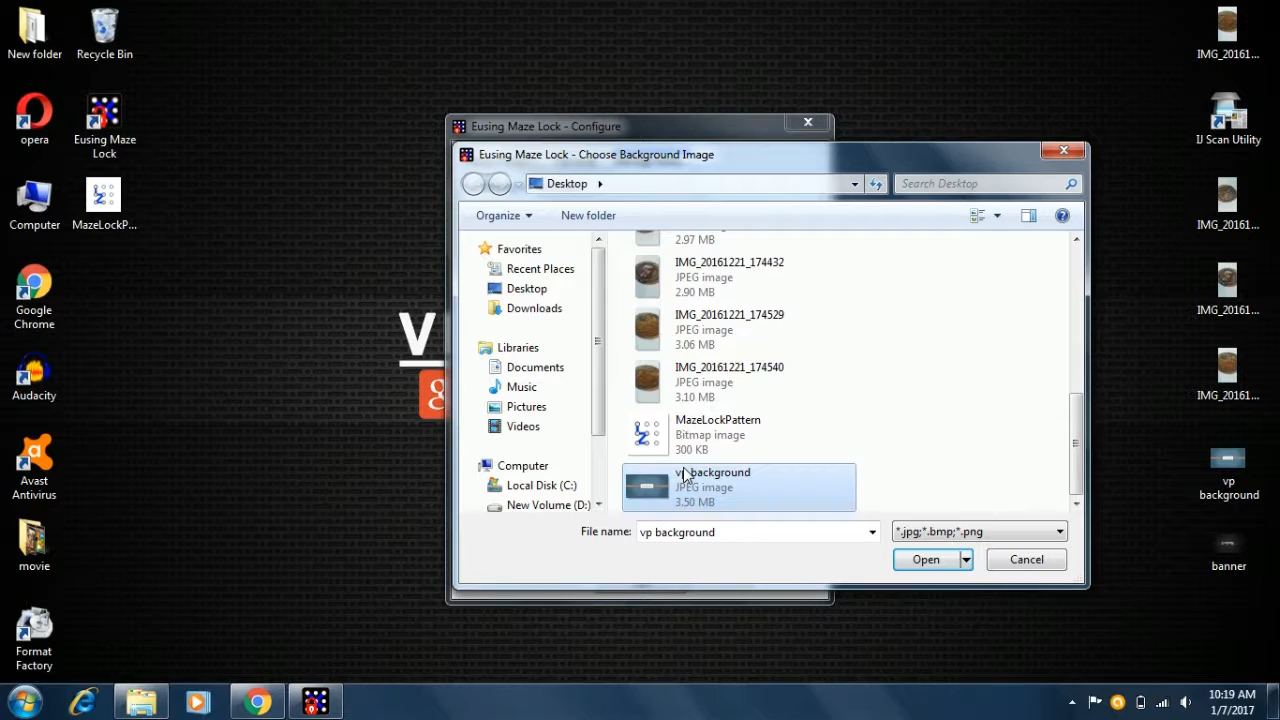 New folder
Recycle Bin
opera
Eusing Maze
Lock
Computer
MazeLockP...
Google
Chrome
Audacity
Avast
Antivirus
movie
Format
Factory
V
g
Eusing Maze Lock - Configure
Eusing Maze Lock - Choose Background Image
Desktop
Search Desktop
Organize
New folder
Favorites
Recent Places
Desktop
Downloads
Libraries
Documents
Music
Pictures
Videos
Computer
Local Disk (C:)
New Volume (D:)
2.97 MB
IMG_20161221_174432
JPEG image
2.90 MB
IMG_20161221_174529
JPEG image
3.06 MB
IMG_20161221_174540
JPEG image
3.10 MB
MazeLockPattern
Bitmap image
300 KB
vp background
JPEG image
3.50 MB
File name:
vp background
*.jpg;*.bmp;*.png
Open
Cancel
IMG_20161...
IJ Scan Utility
IMG_20161...
IMG_20161...
IMG_20161...
vp
background
banner
10:19 AM
1/7/2017